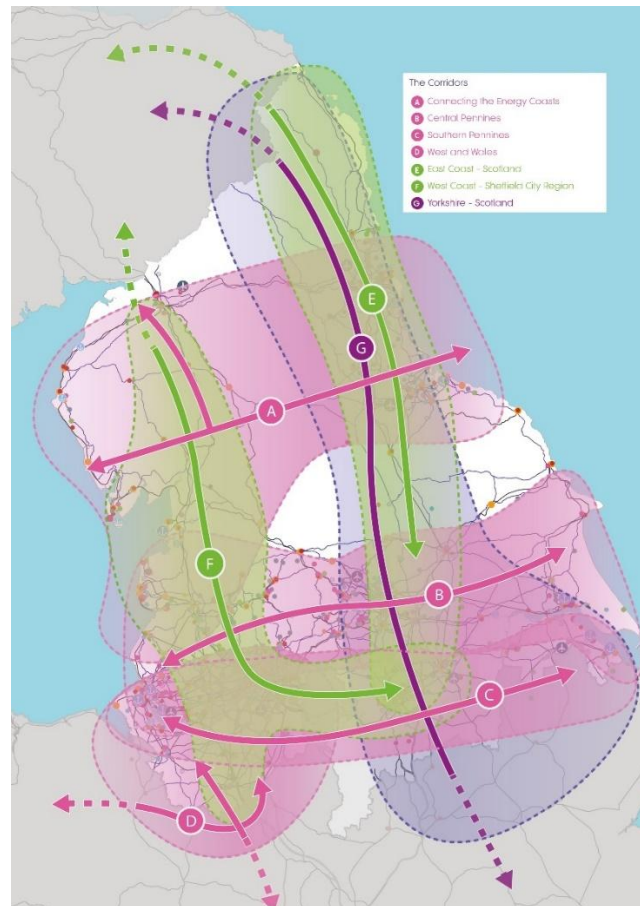 The Corridors
A Connecting the Energy Coasts
B Central Pennines
C Southern Pennines
D West and Wales
E East Coast - Scotland
F West Coast - Sheffield City Region
G Yorkshire - Scotland
E
G
A
F
B
C
D